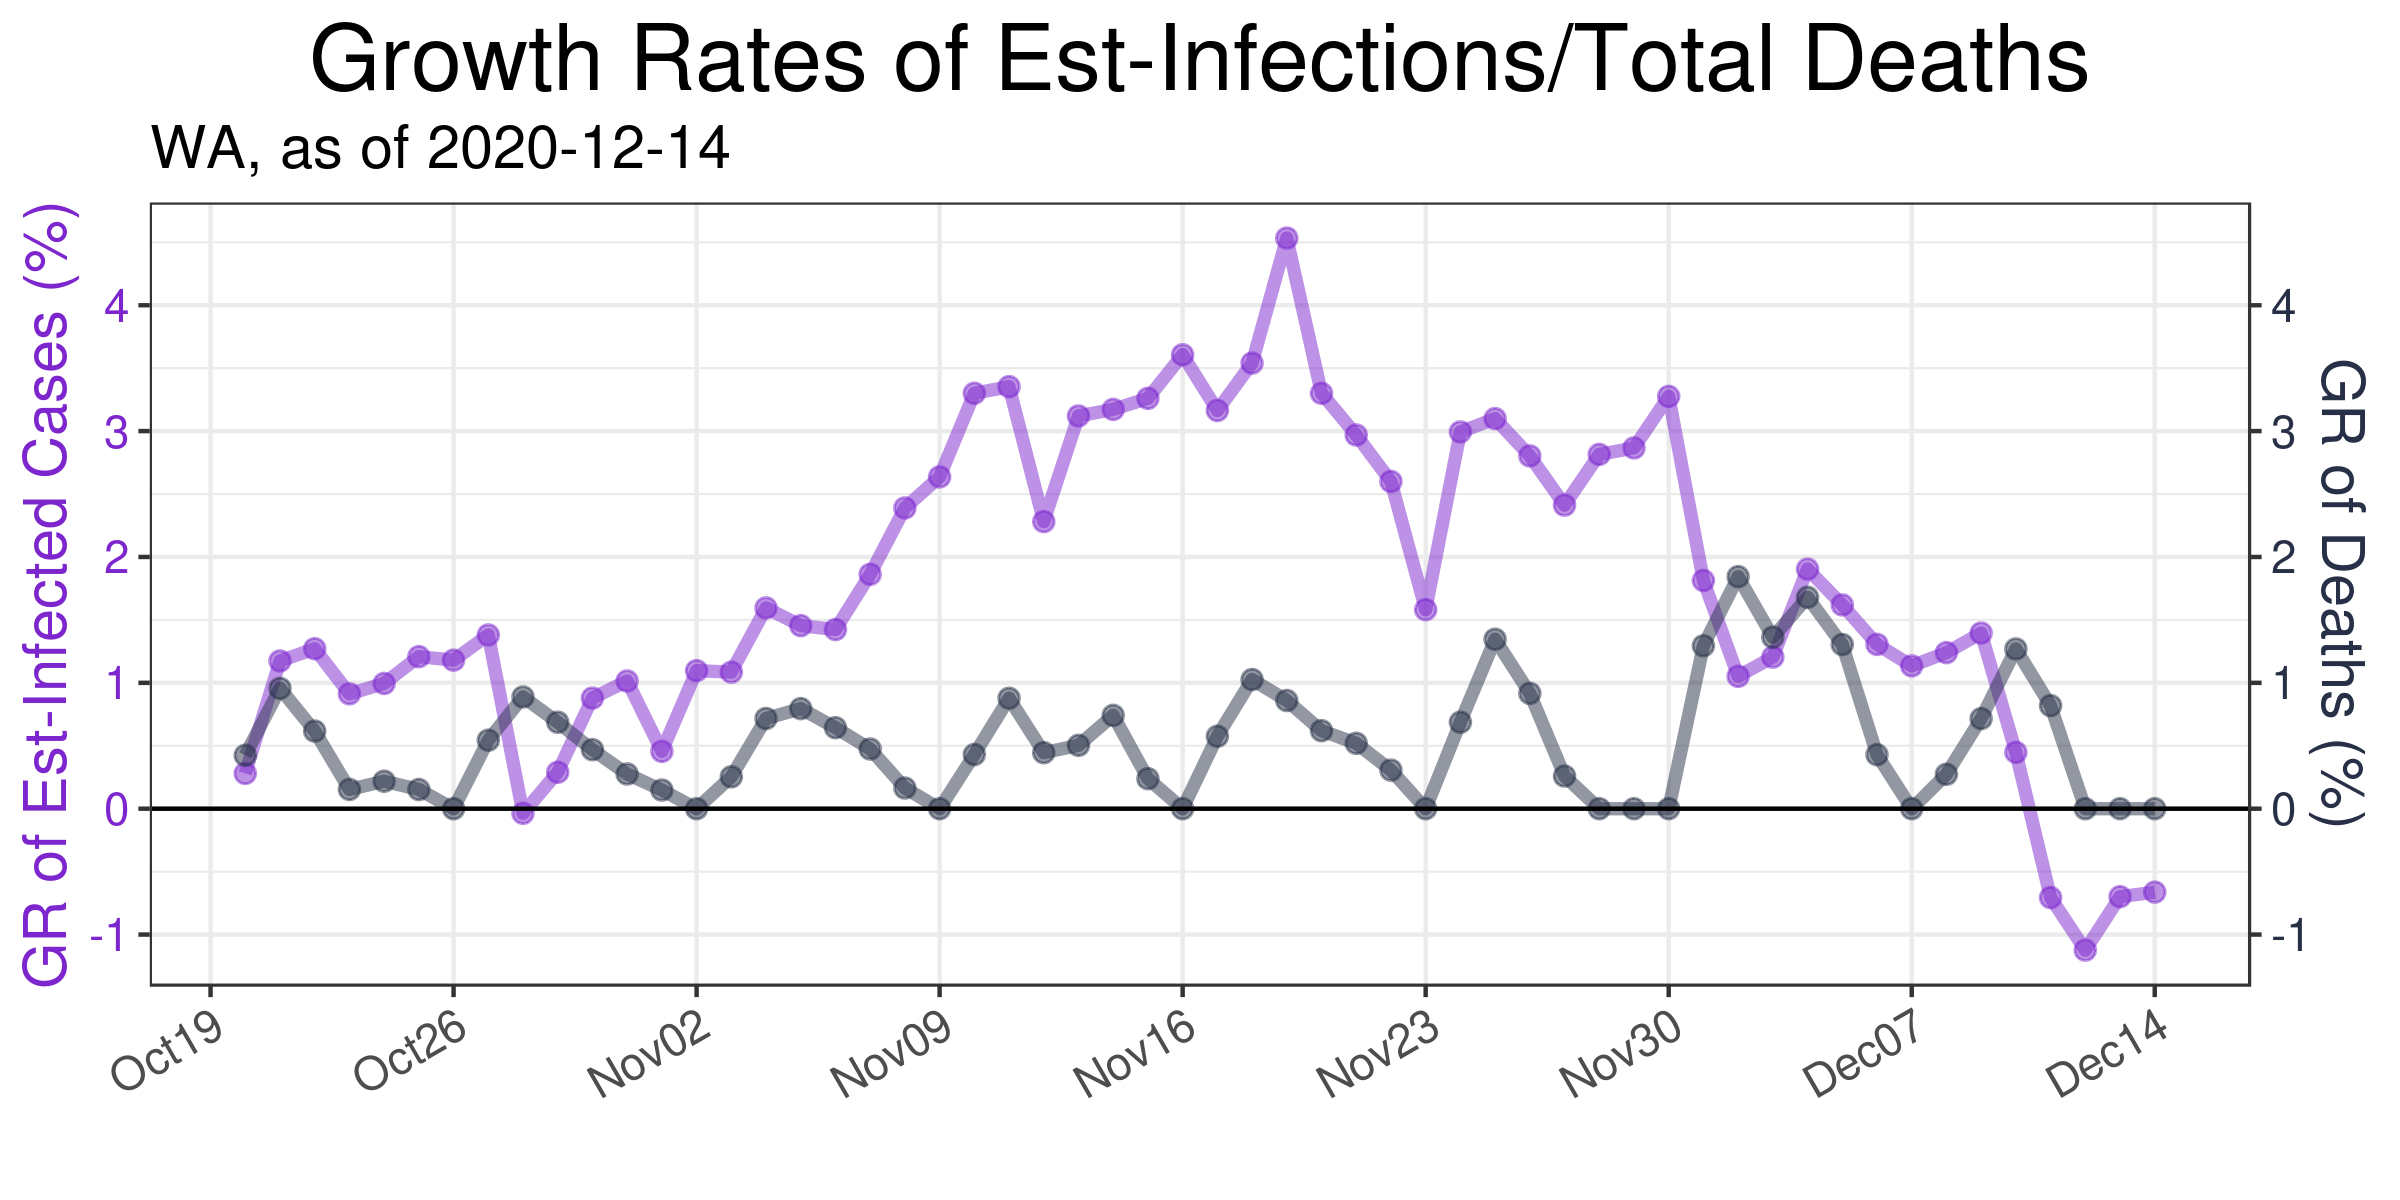 Growth Rates of Est-Infections/Total Deaths
WA, as of 2020-12-14
GR of Est-Infected Cases (%)
4
3
2
1
0
-1
4
3
2
1
0
-1
GR of Deaths (%)
Oct19
Oct26
Nov02
Nov09
Nov16
Nov23
Nov30
Dec07
Dec14